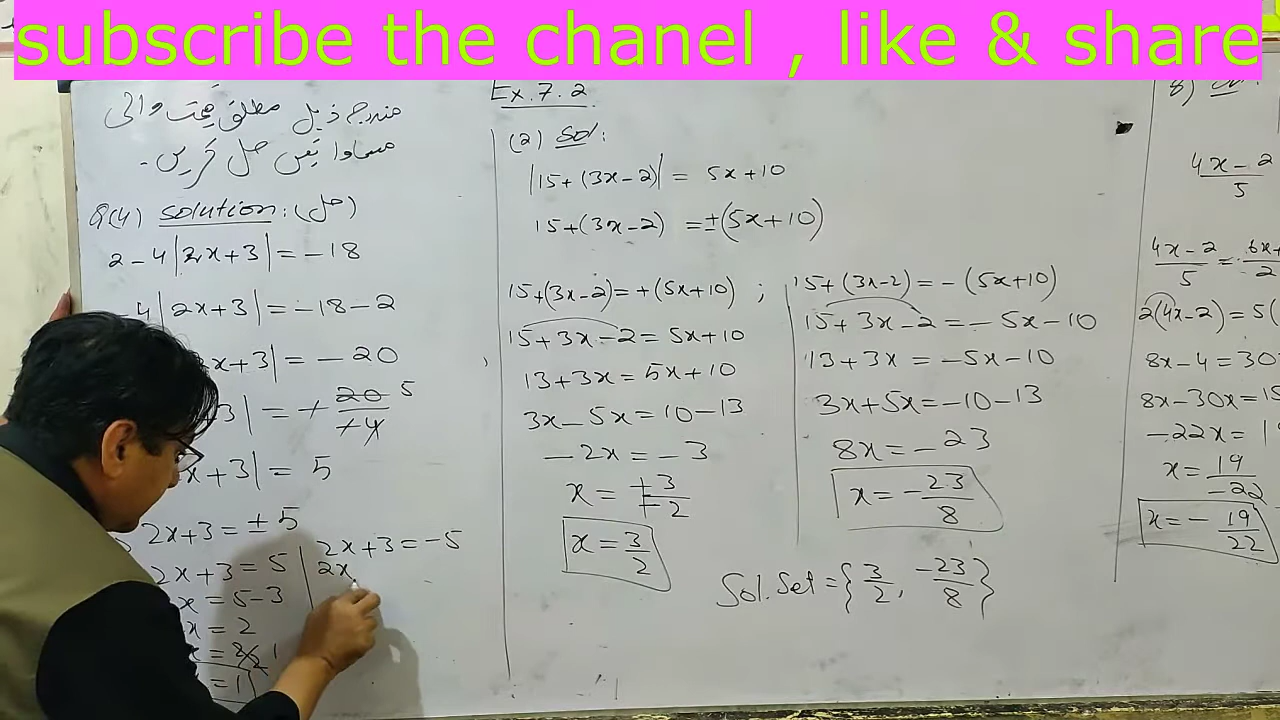 subscribe the chanel , like & share
مندرجہ ذیل مطلق قیمت والی
مساواتیں حل کریں -
Q(4) Solution: (حل)
2-4|2x+3|=-18
-4|2x+3|=-18-2
x+3|=-20
3|=+20/+4 5
x+3|=5
2x+3=±5
2x+3=5
x=5-3
x=2
x=2/2 1
=1
2x+3=-5
2x
Ex.7.2
(2) Sol:
|15+(3x-2)|=5x+10
15+(3x-2)=±(5x+10)
15+(3x-2)=+(5x+10) ;
15+3x-2=5x+10
13+3x=5x+10
3x-5x=10-13
-2x=-3
x=+3/+2
x=3/2
15+(3x-2)=-(5x+10)
15+3x-2=-5x-10
13+3x=-5x-10
3x+5x=-10-13
8x=-23
x=-23/8
Sol.Set={3/2, -23/8}
8)
4x-2/5
4x-2/5=6x+/2
2(4x-2)=5(
8x-4=30
8x-30x=15
-22x=19
x=19/-22
x=-19/22